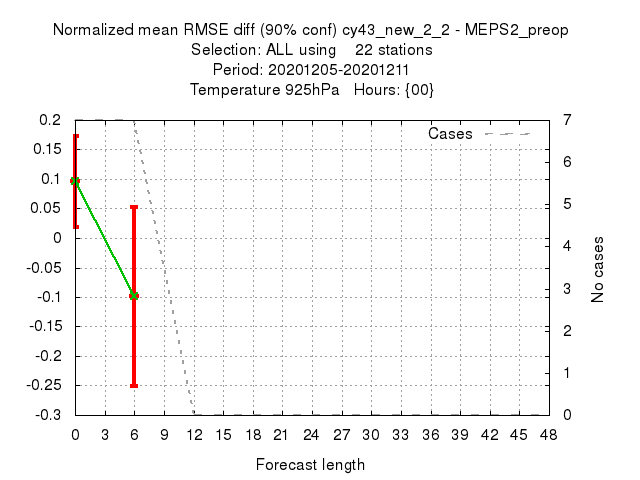 Normalized mean RMSE diff (90% conf) cy43_new_2_2 - MEPS2_preop
Selection: ALL using    22 stations
Period: 20201205-20201211
Temperature 925hPa   Hours: {00}
Cases
0.2
0.15
0.1
0.05
0
-0.05
-0.1
-0.15
-0.2
-0.25
-0.3
7
6
5
4
3
2
1
0
No cases
0 3 6 9 12 15 18 21 24 27 30 33 36 39 42 45 48
Forecast length